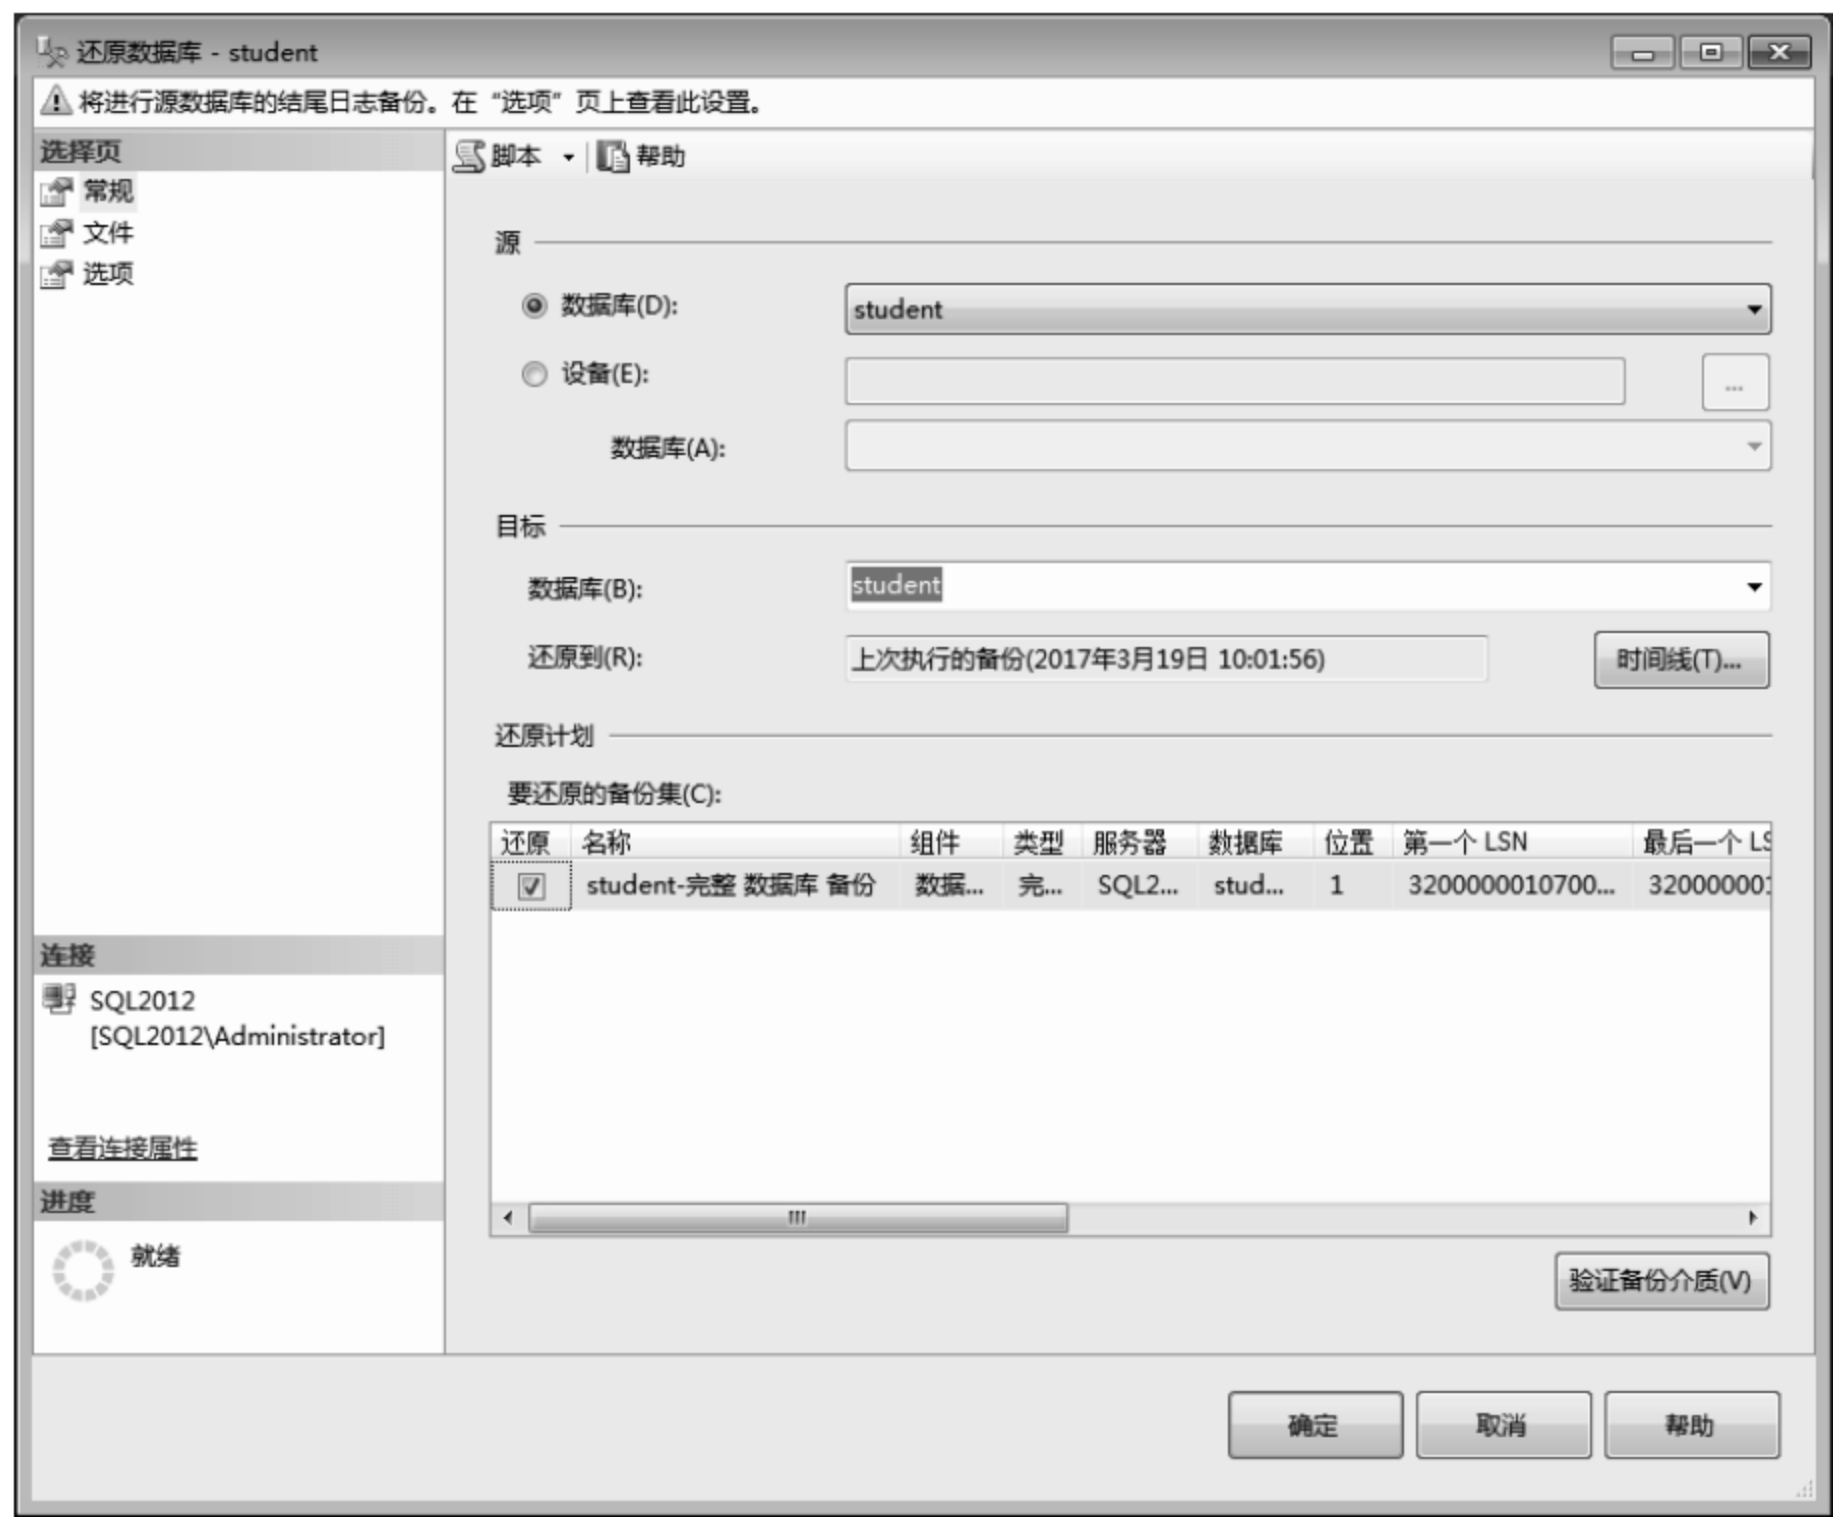 还原数据库 - student
将进行源数据库的结尾日志备份。在“选项”页上查看此设置。
选择页
常规
文件
选项
脚本 帮助
源
数据库(D): student
设备(E): ...
数据库(A):
目标
数据库(B): student
还原到(R): 上次执行的备份(2017年3月19日 10:01:56) 时间线(T)...
还原计划
要还原的备份集(C):
还原 名称 组件 类型 服务器 数据库 位置 第一个 LSN 最后一个 LS
student-完整 数据库 备份 数据... 完... SQL2... stud... 1 3200000010700... 320000001
验证备份介质(V)
连接
SQL2012
[SQL2012\Administrator]
查看连接属性
进度
就绪
确定 取消 帮助